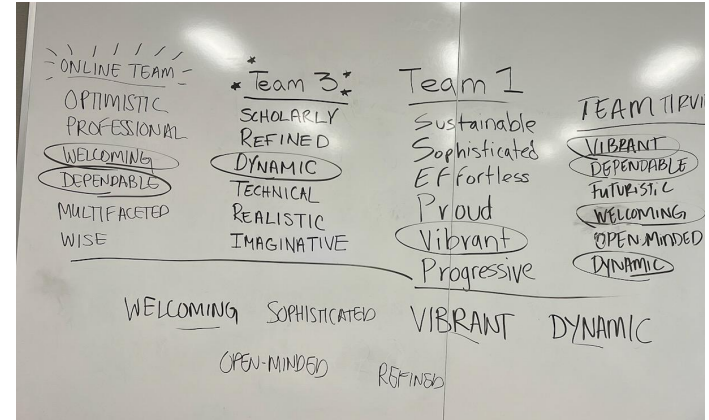 ONLINE TEAM
OPTIMISTIC
PROFESSIONAL
WELCOMING
DEPENDABLE
MULTIFACETED
WISE
Team 3
SCHOLARLY
REFINED
DYNAMIC
TECHNICAL
REALISTIC
IMAGINATIVE
Team 1
Sustainable
Sophisticated
Effortless
Proud
Vibrant
Progressive
TEAM
VIBRANT
DEPENDABLE
FUTURISTIC
WELCOMING
OPEN MINDED
DYNAMIC
WELCOMING SOPHISTICATED VIBRANT DYNAMIC
OPEN-MINDED REFINED